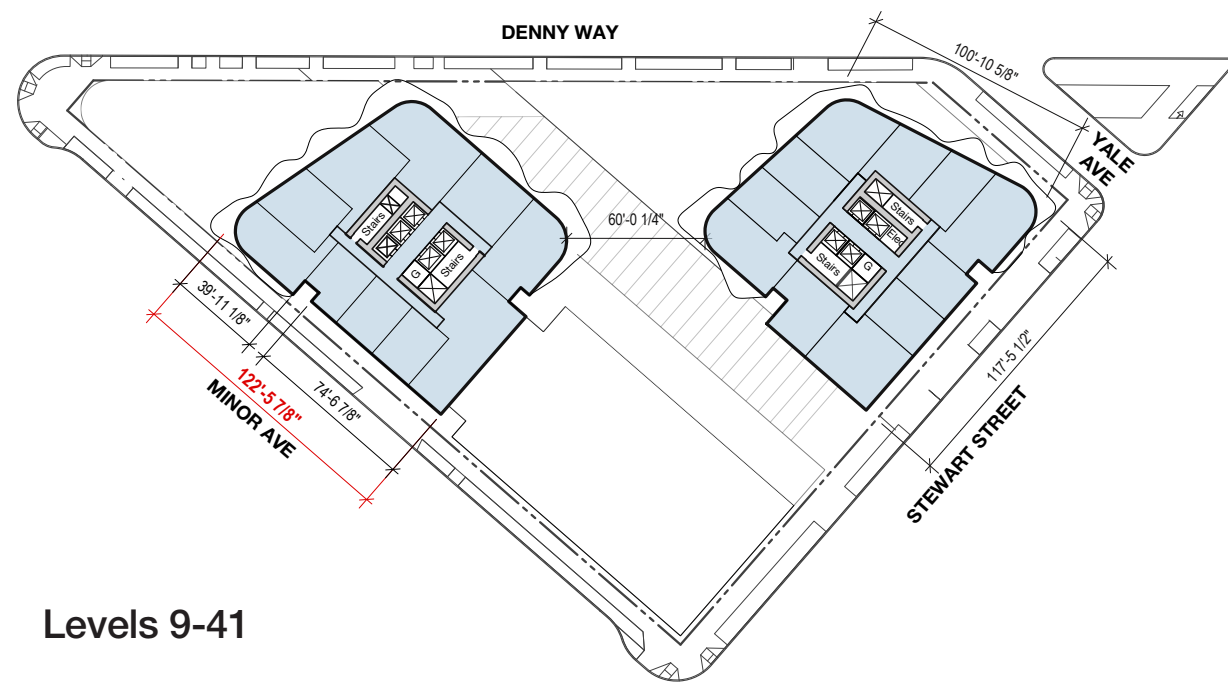 DENNY WAY
100'-10 5/8"
YALE
AVE
Stairs
Stairs
G
60'-0 1/4"
Stairs
Elec
Stairs
G
39'-11 1/8"
122'-5 7/8"
74'-6 7/8"
MINOR AVE
117'-5 1/2"
STEWART STREET
Levels 9-41